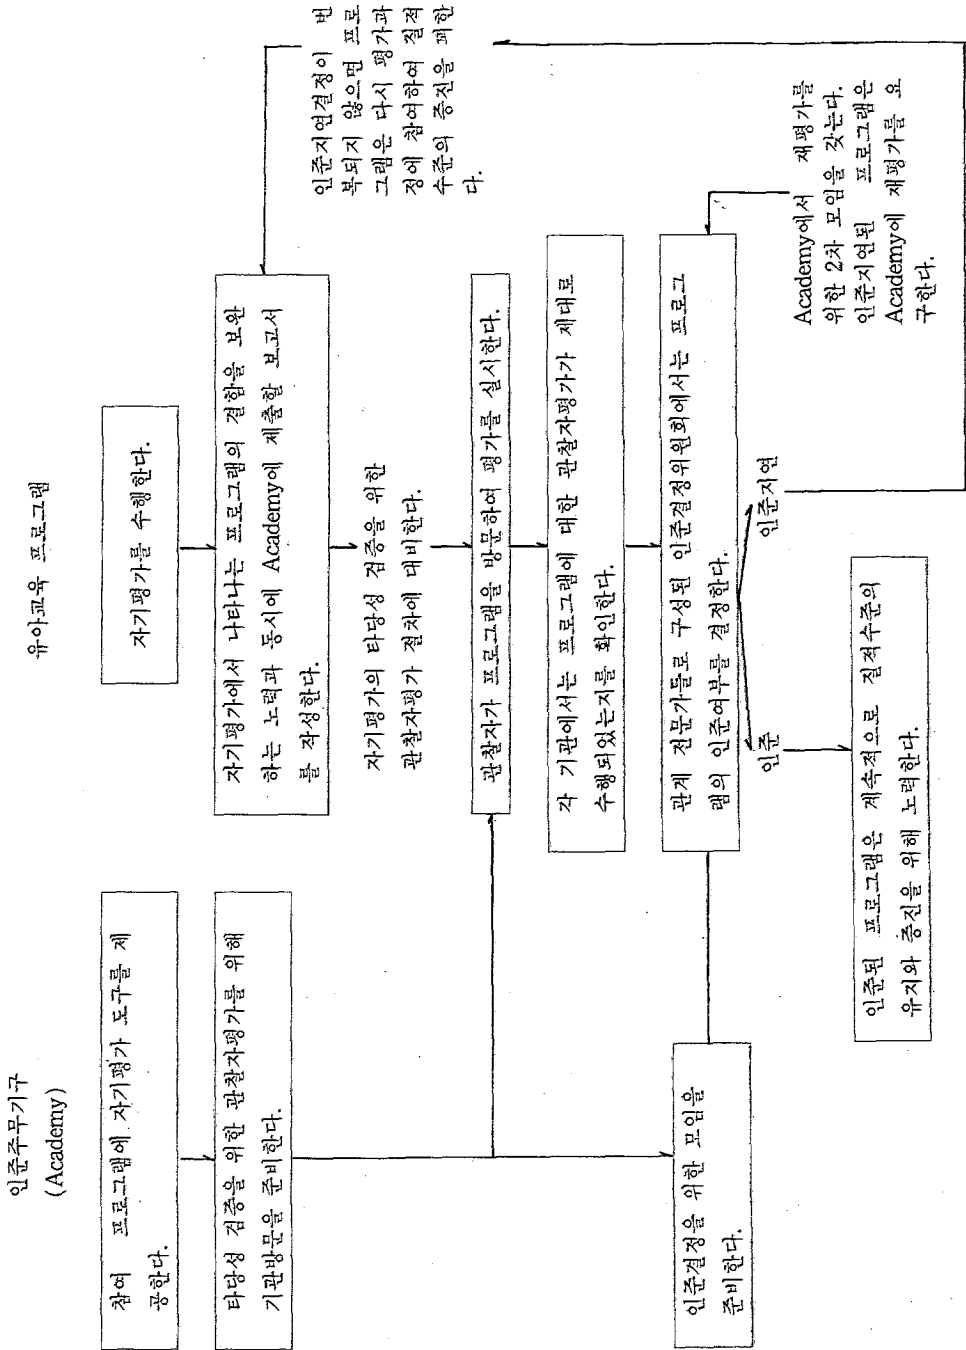 인준주무기구
(Academy)
참여 프로그램에 자기평가 도구를 제
공한다.
타당성 검증을 위한 관찰자평가를 위해
기관방문을 준비한다.
인준결정을 위한 모임을
준비한다.
유아교육 프로그램
자기평가를 수행한다.
자기평가에서 나타나는 프로그램의 결함을 보완
하는 노력과 동시에 Academy에 제출할 보고서
를 작성한다.
자기평가의 타당성 검증을 위한
관찰자평가 절차에 대비한다.
관찰자가 프로그램을 방문하여 평가를 실시한다.
각 기관에서는 프로그램에 대한 관찰자평가가 제대로
수행되었는지를 확인한다.
관계 전문가들로 구성된 인준결정위원회에서는 프로그
램의 인준여부를 결정한다.
인준
인준지연
인준된 프로그램은 계속적으로 질적수준의
유지와 증진을 위해 노력한다.
인준지연결정이 번
복되지 않으면 프로
그램은 다시 평가과
정에 참여하여 질적
수준의 증진을 꾀한
다.
Academy에서 재평가를
위한 2차 모임을 갖는다.
인준지연된 프로그램은
Academy에 재평가를 요
구한다.